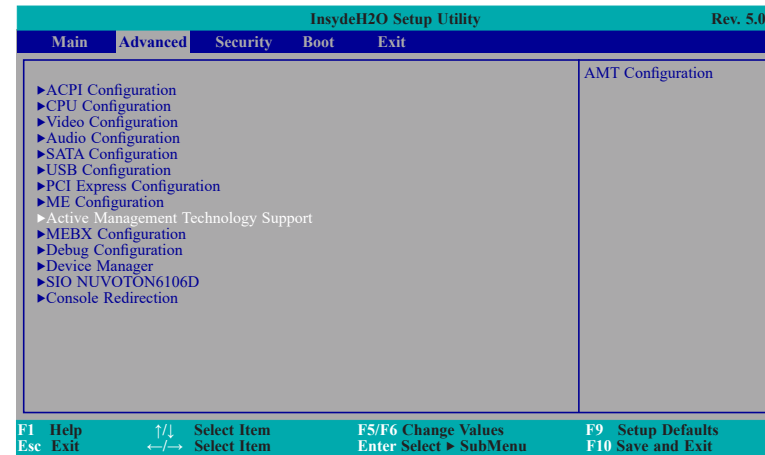 InsydeH2O Setup Utility Rev. 5.0
Main Advanced Security Boot Exit
AMT Configuration
►ACPI Configuration
►CPU Configuration
►Video Configuration
►Audio Configuration
►SATA Configuration
►USB Configuration
►PCI Express Configuration
►ME Configuration
►Active Management Technology Support
►MEBX Configuration
►Debug Configuration
►Device Manager
►SIO NUVOTON6106D
►Console Redirection
F1 Help ↑/↓ Select Item F5/F6 Change Values F9 Setup Defaults
Esc Exit ←/→ Select Item Enter Select ► SubMenu F10 Save and Exit